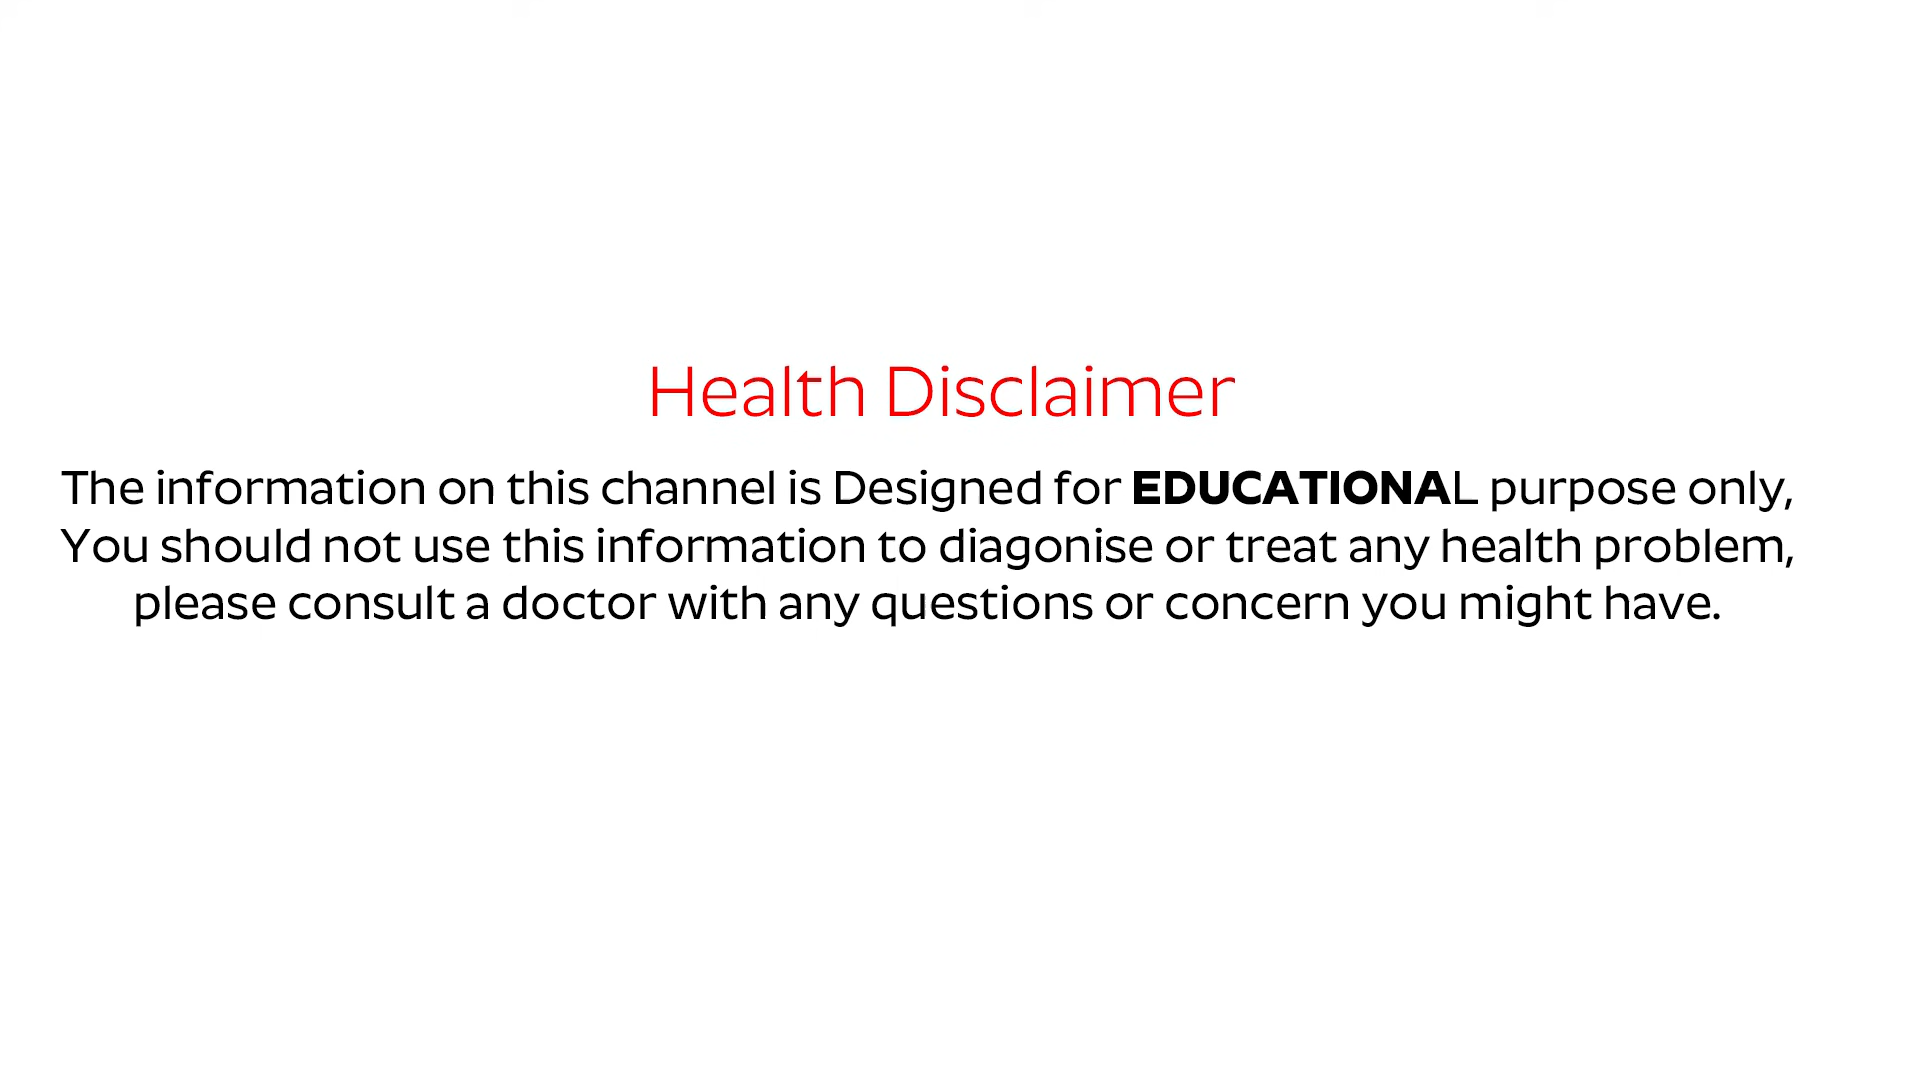 Health Disclaimer
The information on this channel is Designed for EDUCATIONAL purpose only,
You should not use this information to diagonise or treat any health problem,
please consult a doctor with any questions or concern you might have.